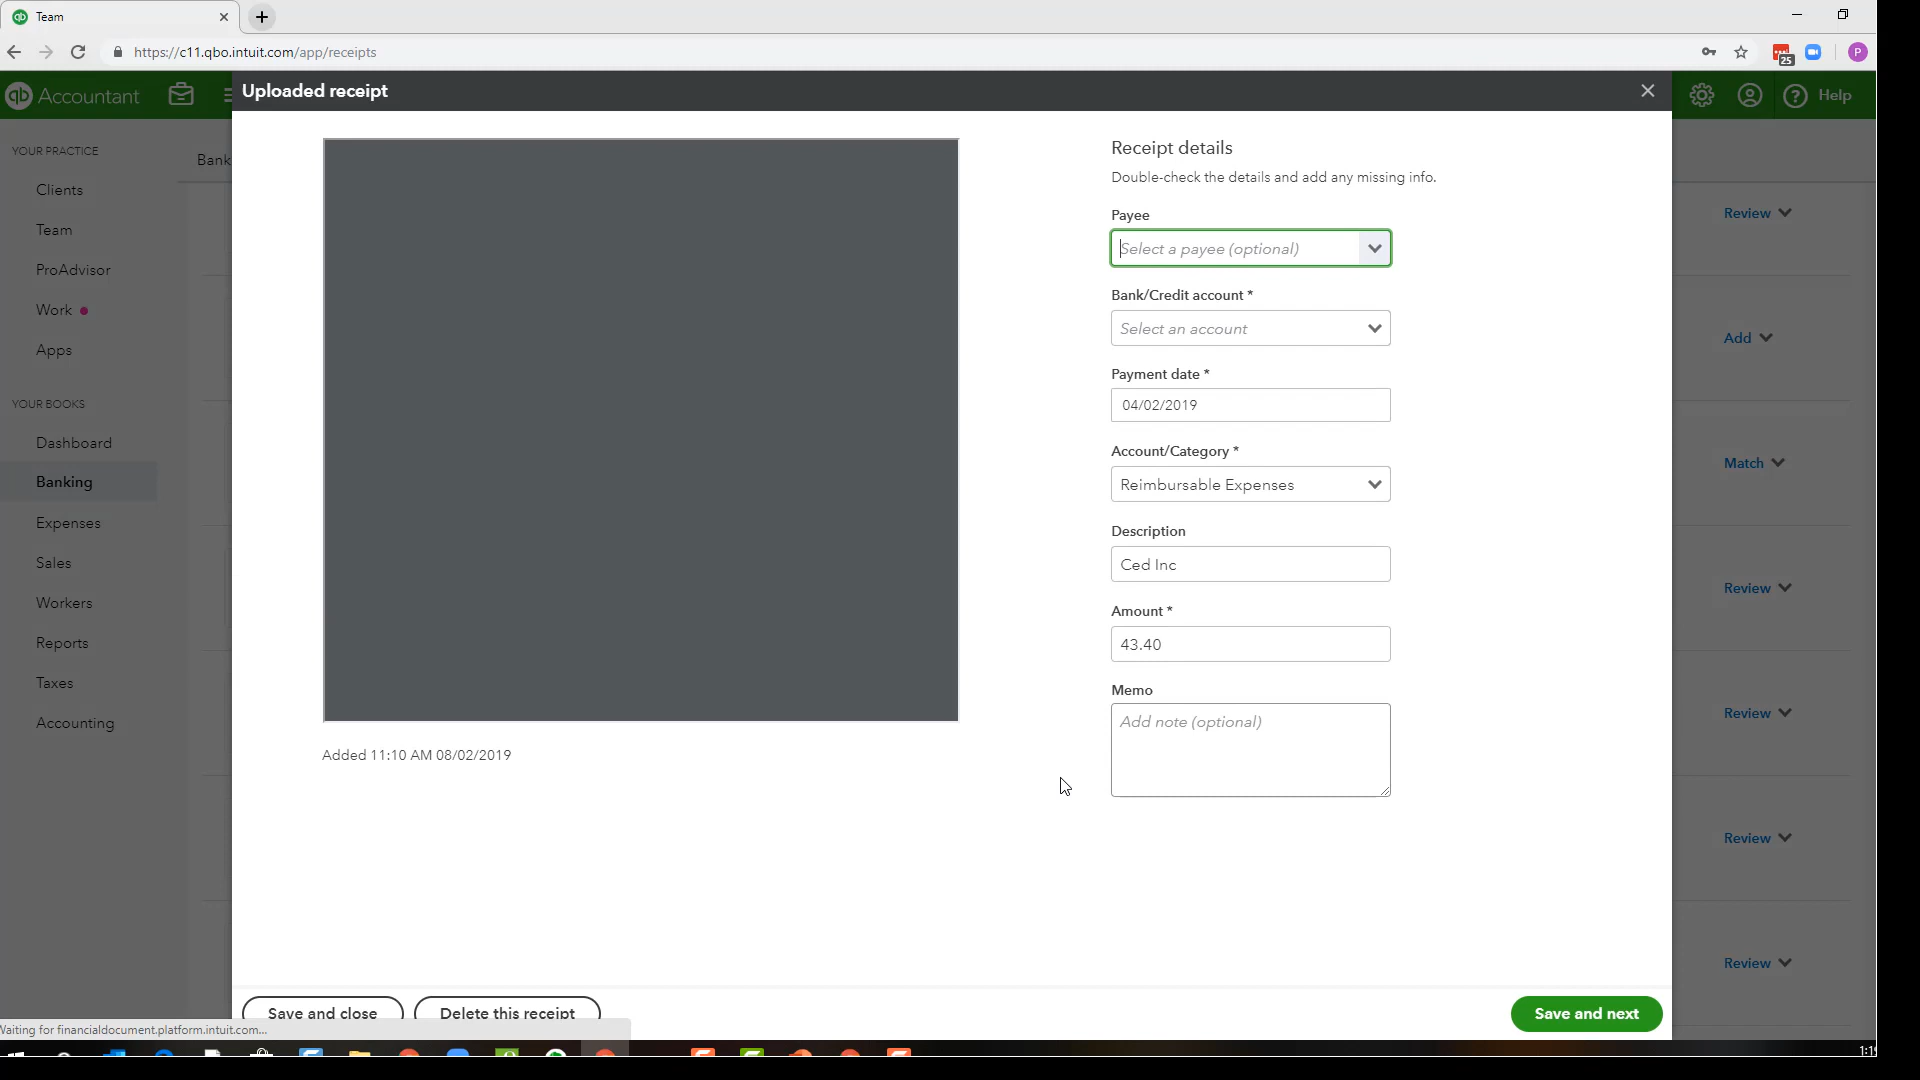 Team
https://c11.qbo.intuit.com/app/receipts
25
P
qb Accountant
Uploaded receipt
Help
YOUR PRACTICE
Clients
Team
ProAdvisor
Work
Apps
YOUR BOOKS
Dashboard
Banking
Expenses
Sales
Workers
Reports
Taxes
Accounting
Bank
Added 11:10 AM 08/02/2019
Receipt details
Double-check the details and add any missing info.
Payee
Select a payee (optional)
Bank/Credit account *
Select an account
Payment date *
04/02/2019
Account/Category *
Reimbursable Expenses
Description
Ced Inc
Amount *
43.40
Memo
Add note (optional)
Review
Add
Match
Review
Review
Review
Review
Save and close
Delete this receipt
Save and next
Waiting for financialdocument.platform.intuit.com...